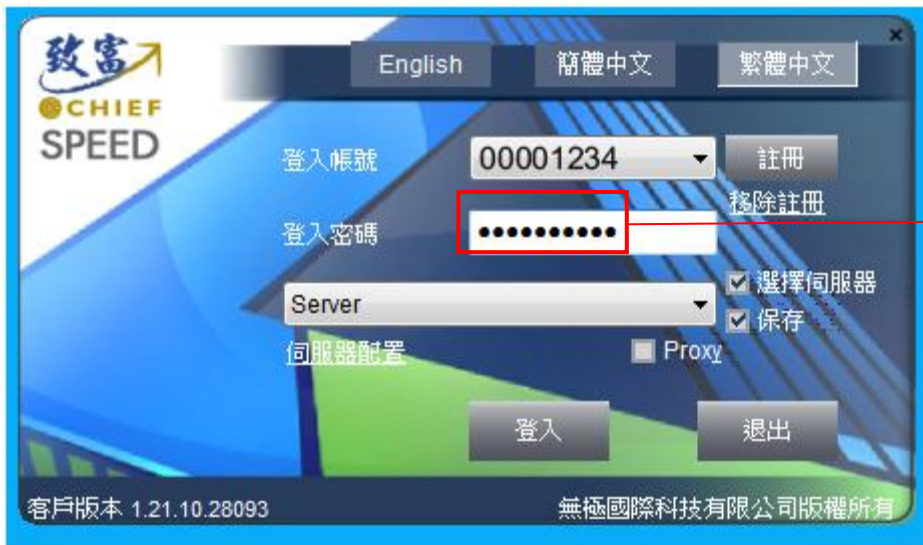 致富
CHIEF
SPEED
×
English
簡體中文
繁體中文
登入帳號
00001234
註冊
移除註冊
登入密碼
••••••••••
Server
選擇伺服器
保存
伺服器配置
Proxy
登入
退出
客戶版本 1.21.10.28093
無極國際科技有限公司版權所有